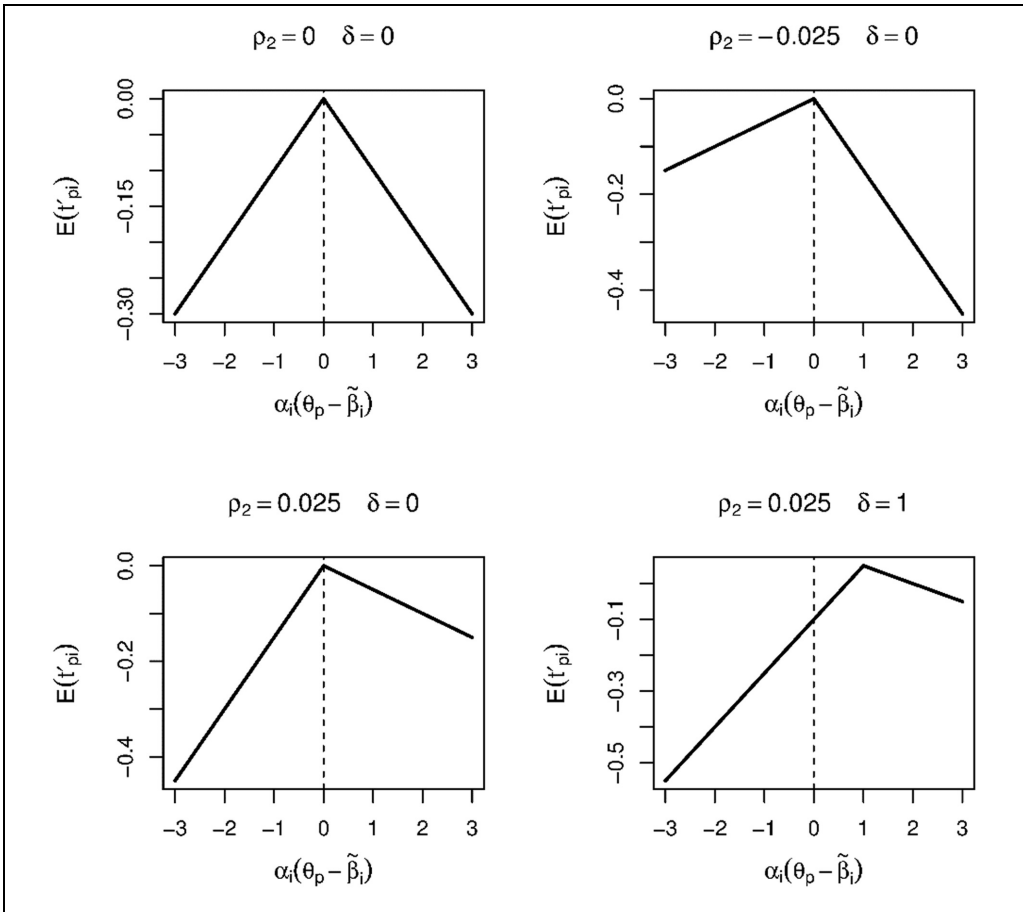 ρ₂ = 0 δ = 0
E(t′pi)
0.00
−0.15
−0.30
−3 −2 −1 0 1 2 3
αi(θp − β̃i)
ρ₂ = −0.025 δ = 0
E(t′pi)
0.0
−0.2
−0.4
−3 −2 −1 0 1 2 3
αi(θp − β̃i)
ρ₂ = 0.025 δ = 0
E(t′pi)
0.0
−0.2
−0.4
−3 −2 −1 0 1 2 3
αi(θp − β̃i)
ρ₂ = 0.025 δ = 1
E(t′pi)
−0.1
−0.3
−0.5
−3 −2 −1 0 1 2 3
αi(θp − β̃i)